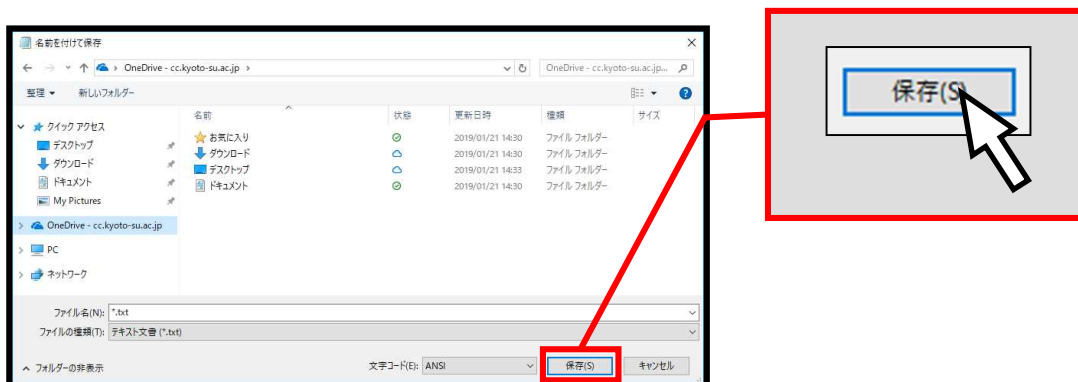 名前を付けて保存
OneDrive - cc.kyoto-su.ac.jp
OneDrive - cc.kyoto-su.ac.jp...
整理 新しいフォルダー
名前 状態 更新日時 種類 サイズ
クイック アクセス
デスクトップ
ダウンロード
ドキュメント
My Pictures
OneDrive - cc.kyoto-su.ac.jp
PC
ネットワーク
お気に入り 2019/01/21 14:30 ファイル フォルダー
ダウンロード 2019/01/21 14:30 ファイル フォルダー
デスクトップ 2019/01/21 14:33 ファイル フォルダー
ドキュメント 2019/01/21 14:30 ファイル フォルダー
ファイル名(N): *.txt
ファイルの種類(T): テキスト文書 (*.txt)
フォルダーの非表示
文字コード(E): ANSI 保存(S) キャンセル
保存(S)